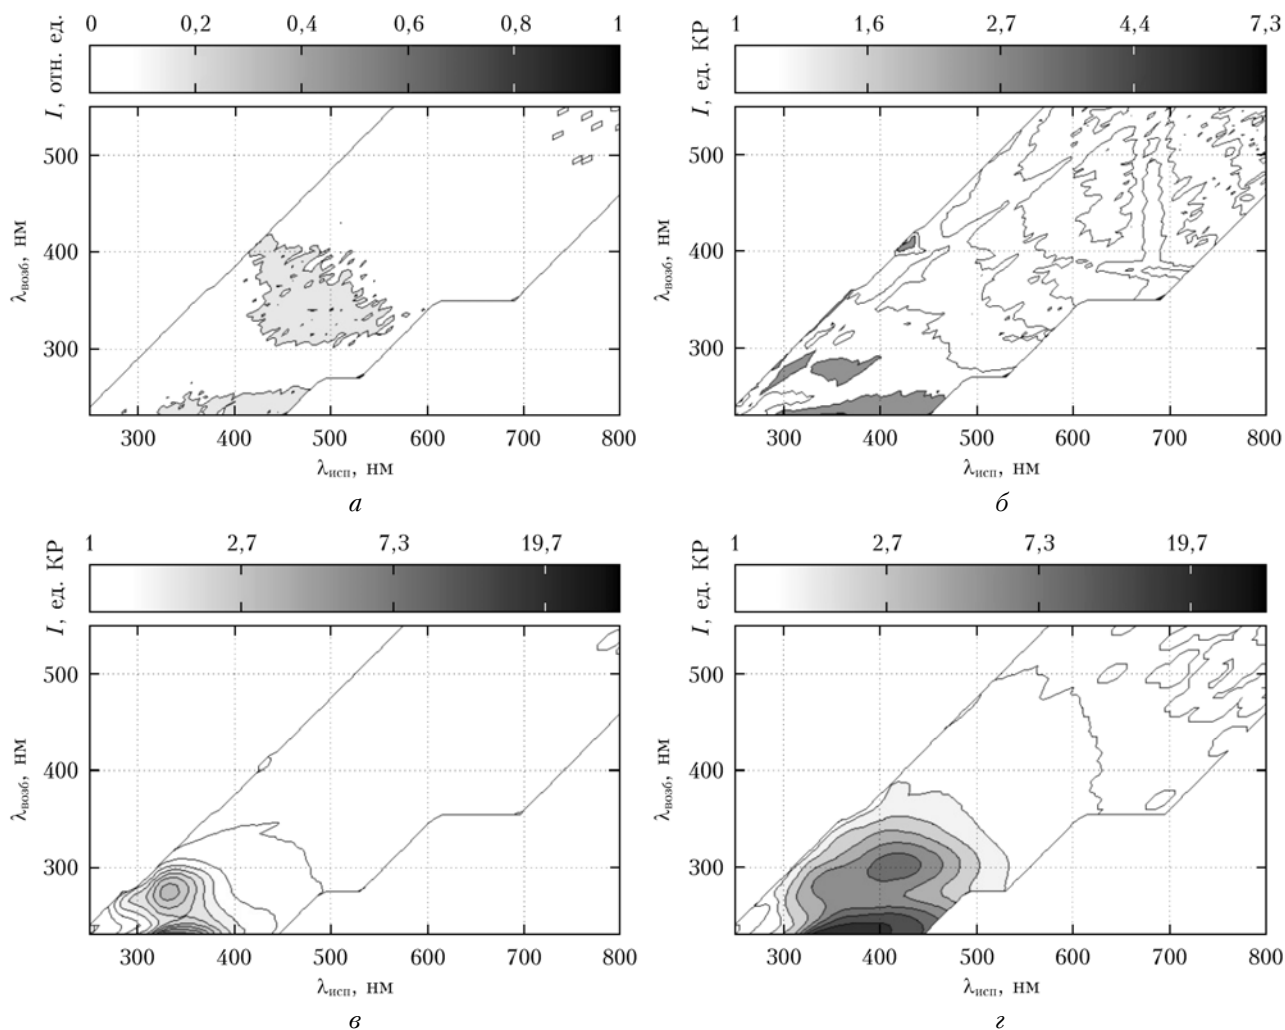 0 0,2 0,4 0,6 0,8 1
I, отн. ед.
500
400
300
λвозб, нм
300 400 500 600 700 800
λисп, нм
а
1 1,6 2,7 4,4 7,3
I, ед. КР
500
400
300
λвозб, нм
300 400 500 600 700 800
λисп, нм
б
1 2,7 7,3 19,7
I, ед. КР
500
400
300
λвозб, нм
300 400 500 600 700 800
λисп, нм
в
1 2,7 7,3 19,7
I, ед. КР
500
400
300
λвозб, нм
300 400 500 600 700 800
λисп, нм
г